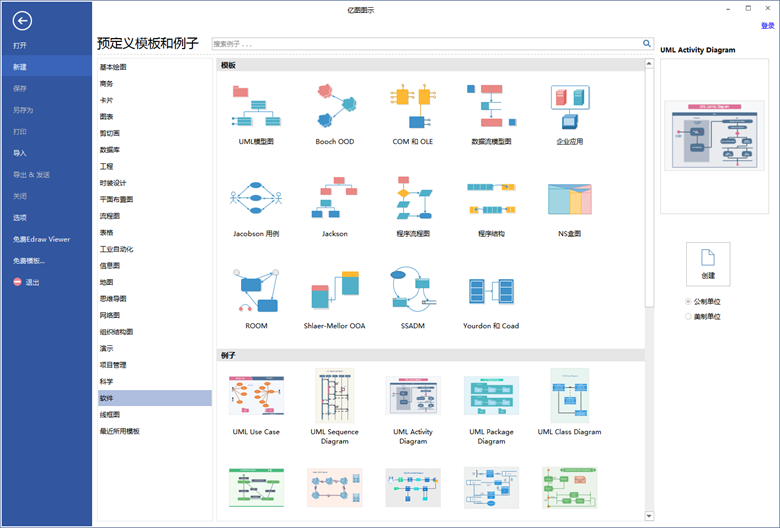 亿图图示
登录
打开
新建
保存
另存为
打印
导入
导出 & 发送
关闭
选项
免费Edraw Viewer
免费模板...
退出
预定义模板和例子
搜索例子 . . .
基本绘图
商务
卡片
图表
剪切画
数据库
工程
时装设计
平面布置图
流程图
表格
工业自动化
信息图
地图
思维导图
网络图
组织结构图
演示
项目管理
科学
软件
线框图
最近所用模板
模板
UML模型图
Booch OOD
COM 和 OLE
数据流模型图
企业应用
Jacobson 用例
Jackson
程序流程图
程序结构
NS盒图
ROOM
Shlaer-Mellor OOA
SSADM
Yourdon 和 Coad
例子
UML Use Case
UML Sequence
Diagram
UML Activity
Diagram
UML Package
Diagram
UML Class Diagram
UML Activity Diagram
创建
公制单位
美制单位